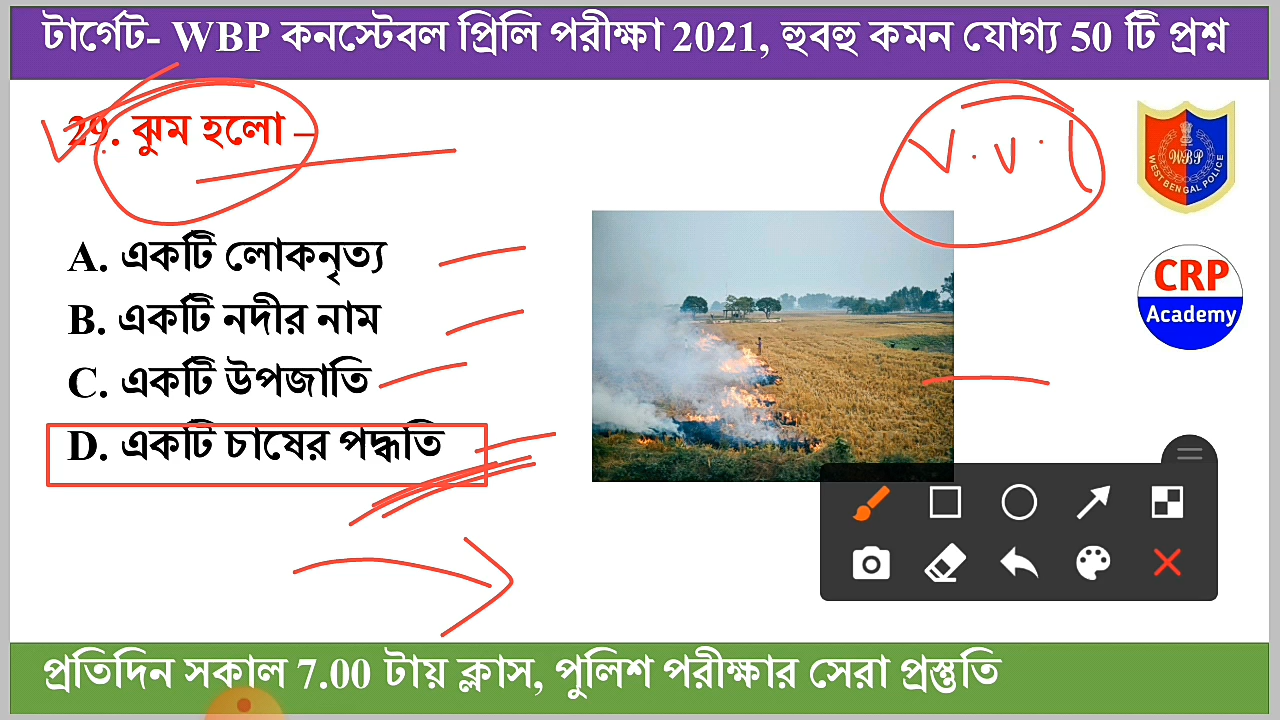 টার্গেট- WBP কনস্টেবল প্রিলি পরীক্ষা 2021, হুবহু কমন যোগ্য 50 টি প্রশ্ন
29. ঝুম হলো –
V.V.I
WBP
WEST BENGAL POLICE
A. একটি লোকনৃত্য
B. একটি নদীর নাম
C. একটি উপজাতি
D. একটি চাষের পদ্ধতি
CRP
Academy
প্রতিদিন সকাল 7.00 টায় ক্লাস, পুলিশ পরীক্ষার সেরা প্রস্তুতি